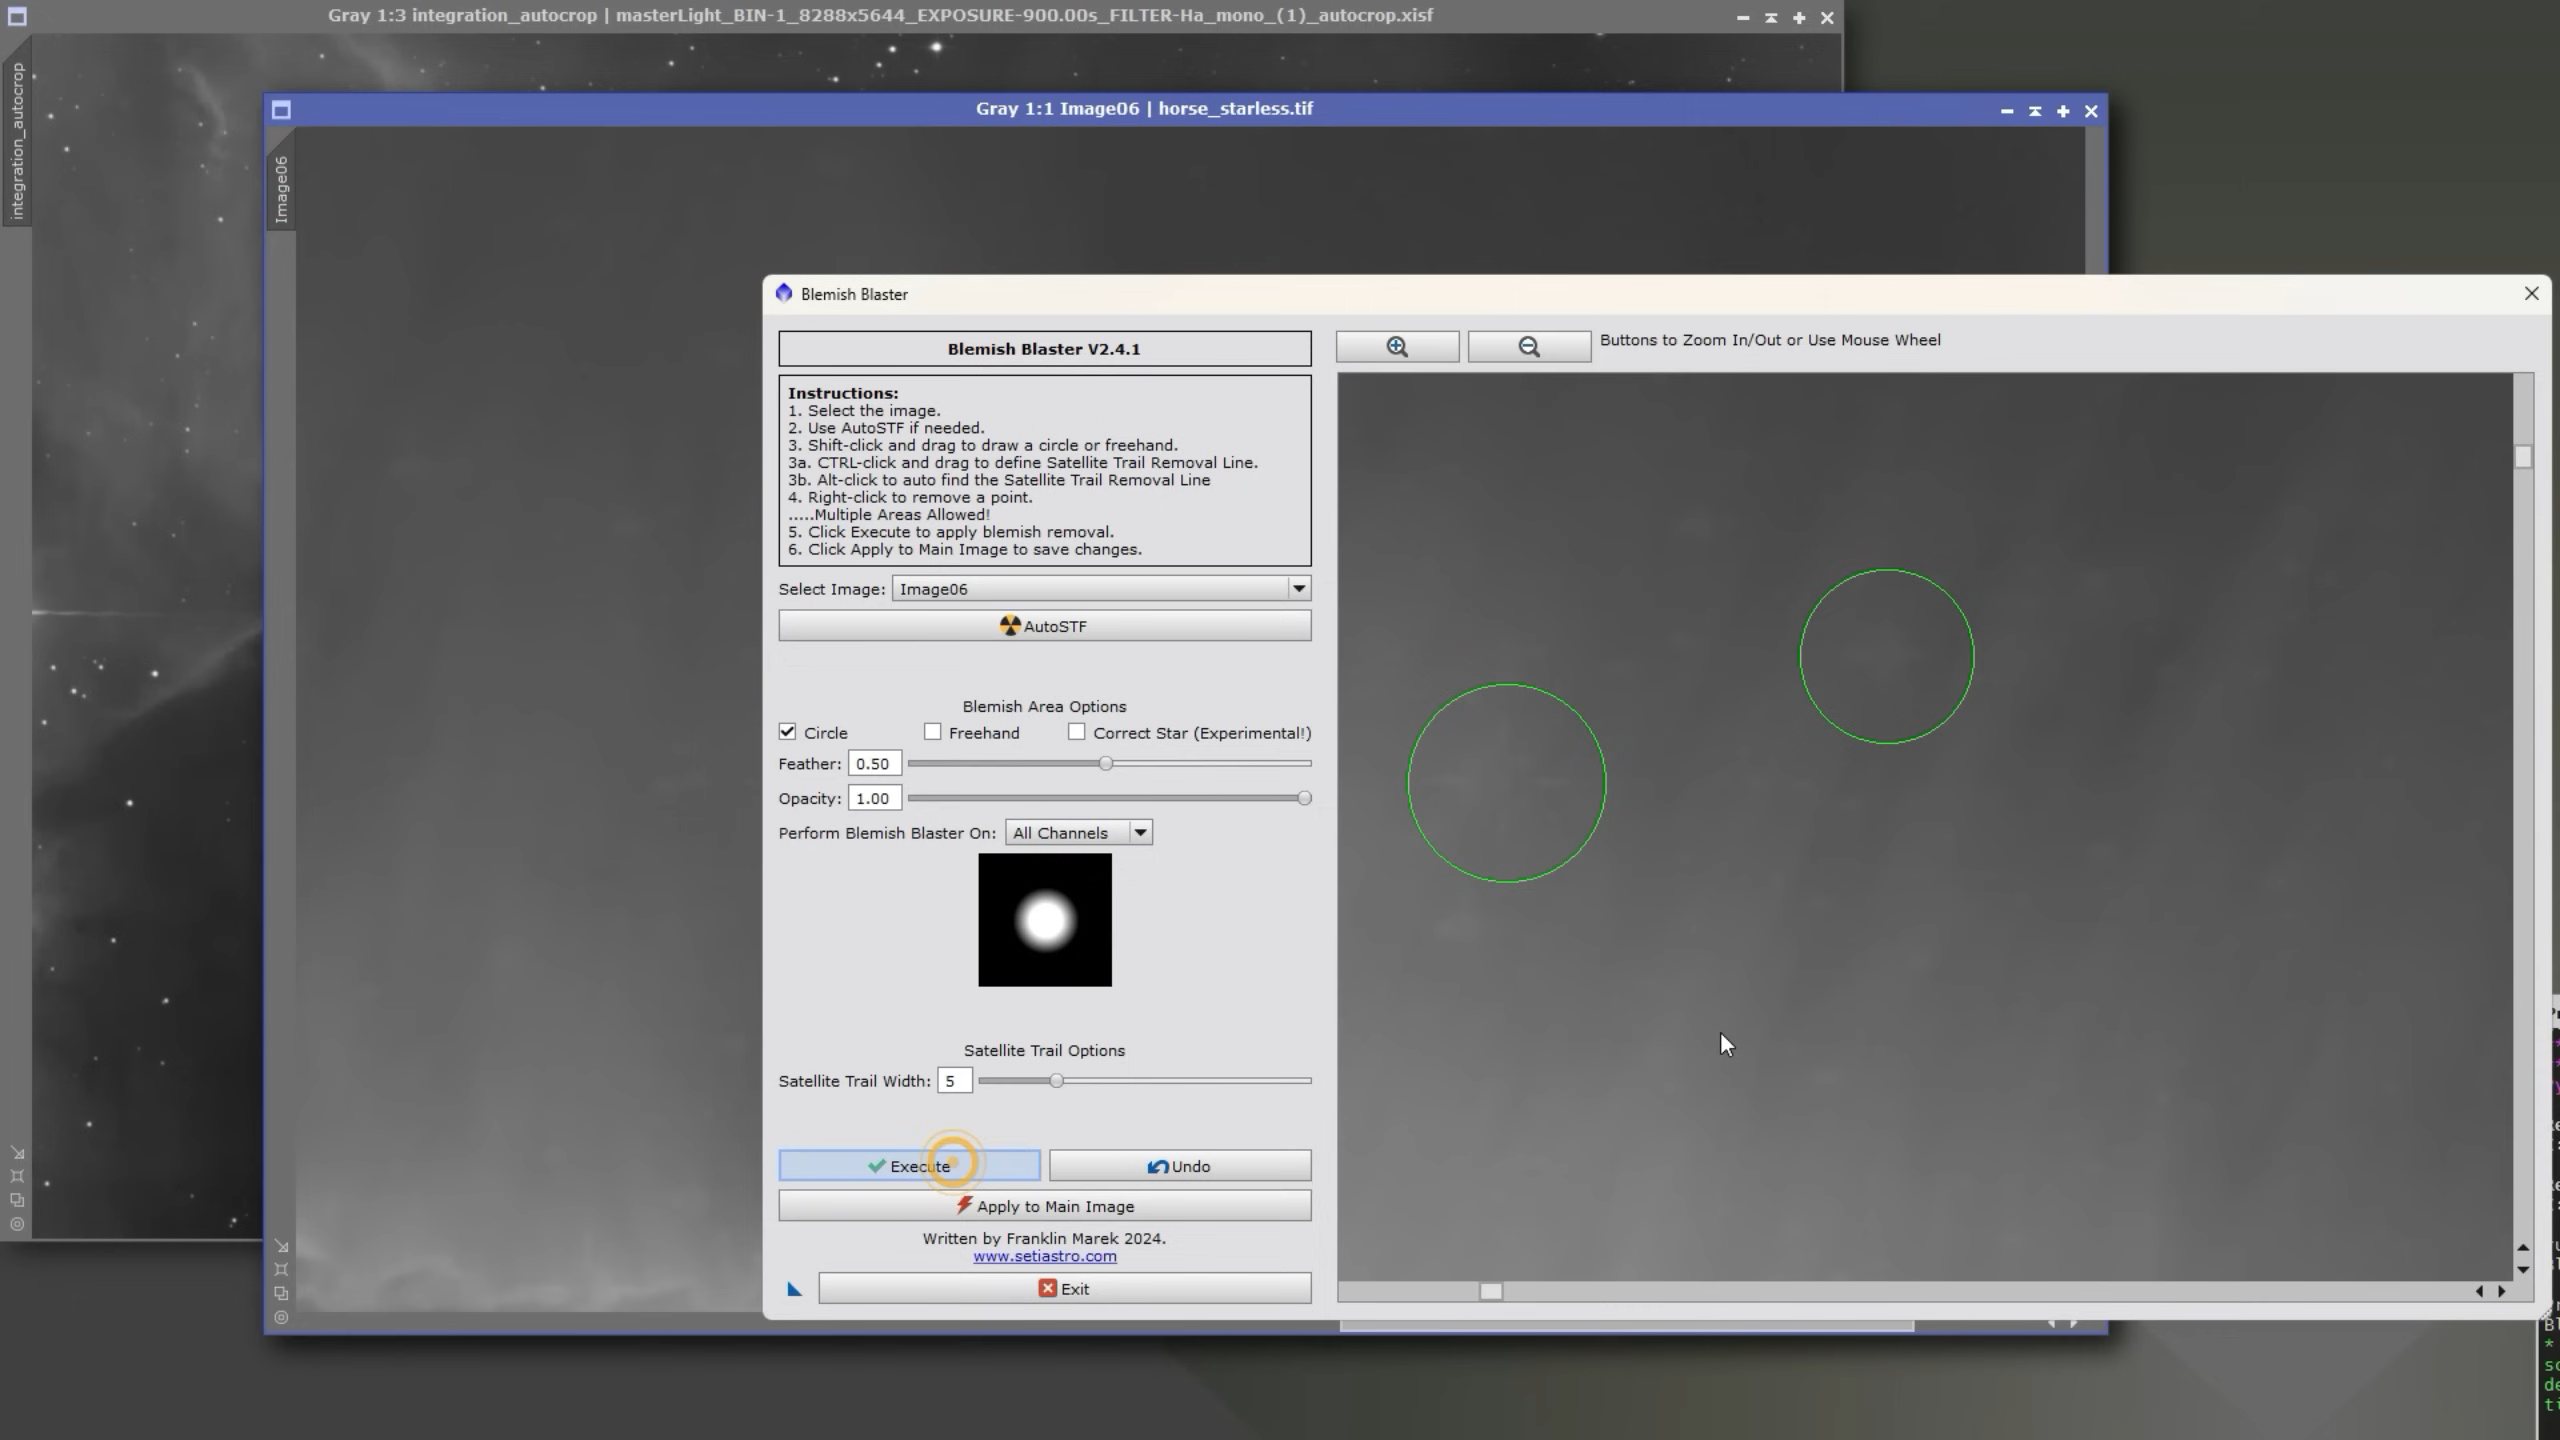 Gray 1:3 integration_autocrop | masterLight_BIN-1_8288x5644_EXPOSURE-900.00s_FILTER-Ha_mono_(1)_autocrop.xisf
integration_autocrop
Gray 1:1 Image06 | horse_starless.tif
Image06
Blemish Blaster
Blemish Blaster V2.4.1
Buttons to Zoom In/Out or Use Mouse Wheel
Instructions:
1. Select the image.
2. Use AutoSTF if needed.
3. Shift-click and drag to draw a circle or freehand.
3a. CTRL-click and drag to define Satellite Trail Removal Line.
3b. Alt-click to auto find the Satellite Trail Removal Line
4. Right-click to remove a point.
.....Multiple Areas Allowed!
5. Click Execute to apply blemish removal.
6. Click Apply to Main Image to save changes.
Select Image: Image06
AutoSTF
Blemish Area Options
Circle Freehand Correct Star (Experimental!)
Feather: 0.50
Opacity: 1.00
Perform Blemish Blaster On: All Channels
Satellite Trail Options
Satellite Trail Width: 5
Execute Undo
Apply to Main Image
Written by Franklin Marek 2024.
www.setiastro.com
Exit